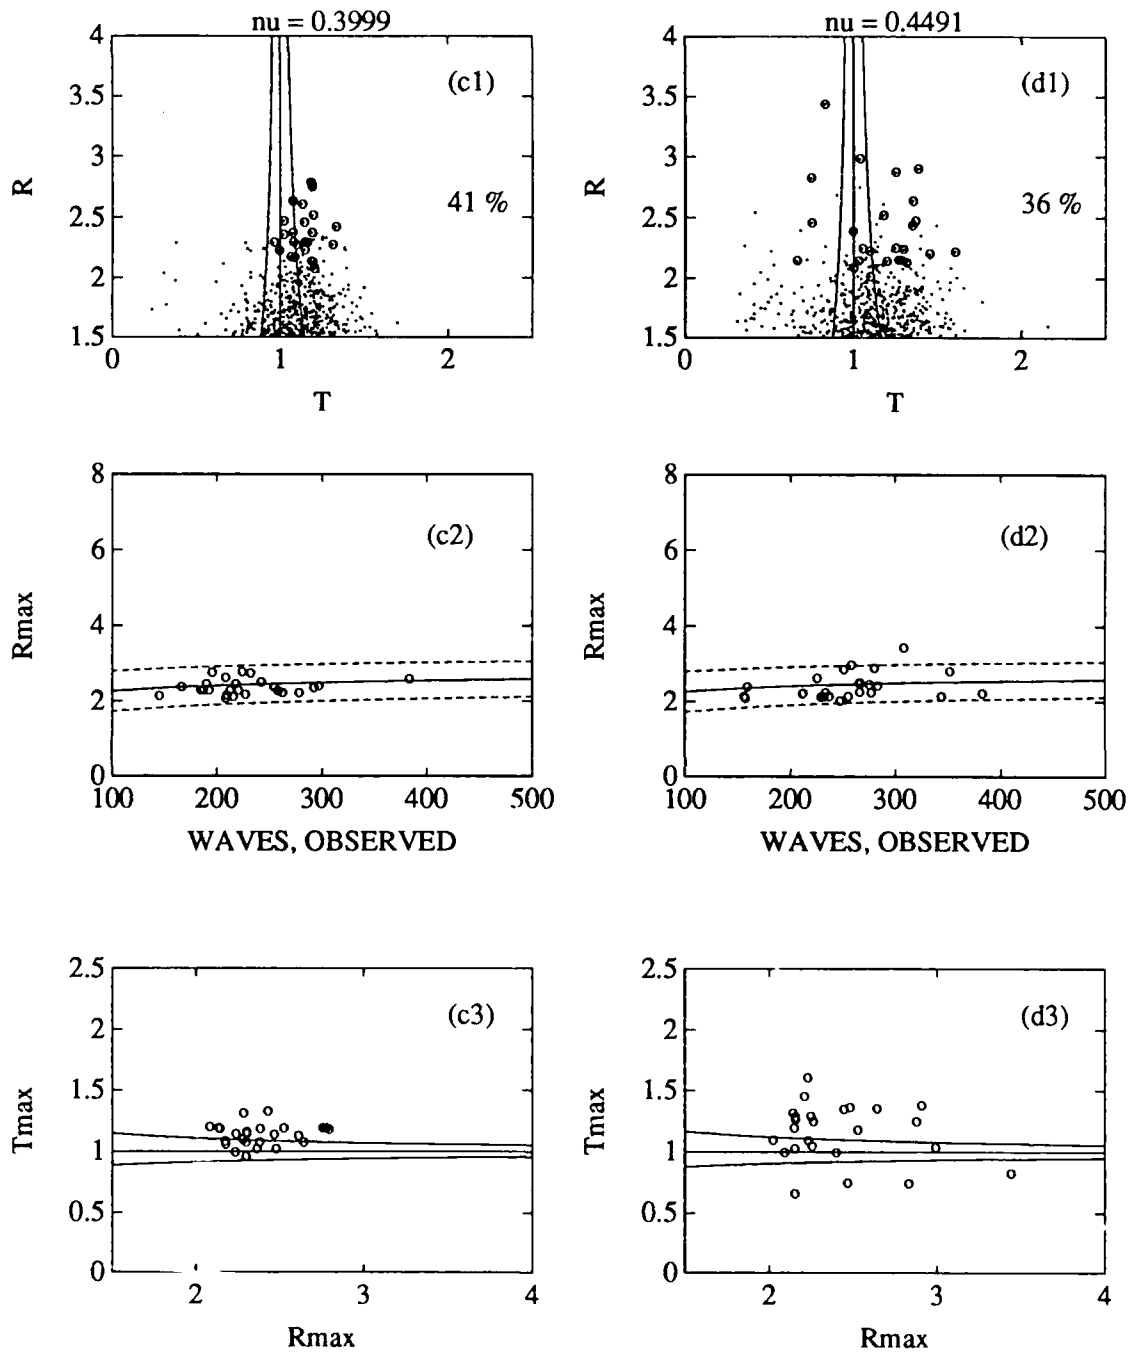 nu = 0.3999
4
3.5
3
2.5
2
1.5
R
(c1)
41 %
0
1
2
T
nu = 0.4491
4
3.5
3
2.5
2
1.5
R
(d1)
36 %
0
1
2
T
8
6
4
2
0
Rmax
(c2)
100
200
300
400
500
WAVES, OBSERVED
8
6
4
2
0
Rmax
(d2)
100
200
300
400
500
WAVES, OBSERVED
2.5
2
1.5
1
0.5
0
Tmax
(c3)
2
3
4
Rmax
2.5
2
1.5
1
0.5
0
Tmax
(d3)
2
3
4
Rmax